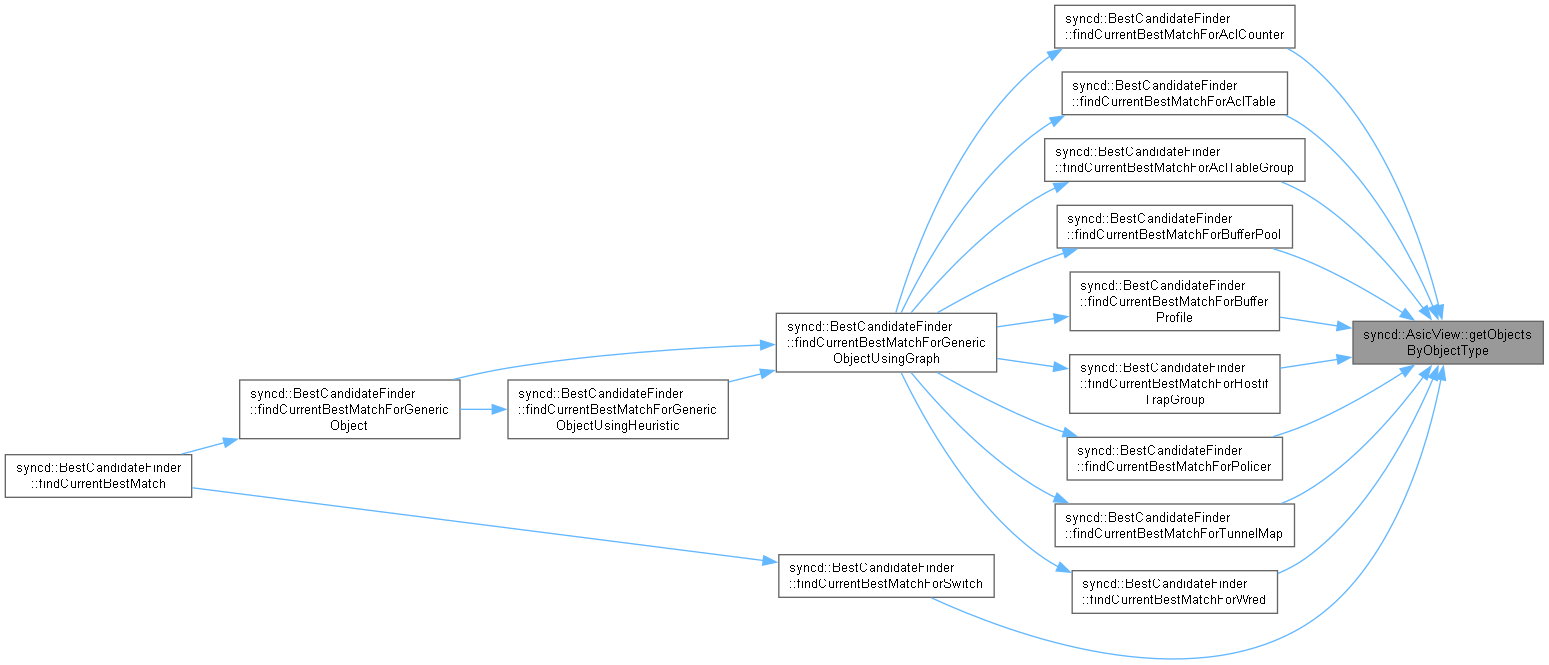 syncd::BestCandidateFinder
::findCurrentBestMatchForAclCounter
syncd::BestCandidateFinder
::findCurrentBestMatchForAclTable
syncd::BestCandidateFinder
::findCurrentBestMatchForAclTableGroup
syncd::BestCandidateFinder
::findCurrentBestMatchForBufferPool
syncd::BestCandidateFinder
::findCurrentBestMatchForBuffer
Profile
syncd::AsicView::getObjects
ByObjectType
syncd::BestCandidateFinder
::findCurrentBestMatchForGeneric
ObjectUsingGraph
syncd::BestCandidateFinder
::findCurrentBestMatchForHostif
TrapGroup
syncd::BestCandidateFinder
::findCurrentBestMatchForGeneric
Object
syncd::BestCandidateFinder
::findCurrentBestMatchForGeneric
ObjectUsingHeuristic
syncd::BestCandidateFinder
::findCurrentBestMatchForPolicer
syncd::BestCandidateFinder
::findCurrentBestMatch
syncd::BestCandidateFinder
::findCurrentBestMatchForTunnelMap
syncd::BestCandidateFinder
::findCurrentBestMatchForSwitch
syncd::BestCandidateFinder
::findCurrentBestMatchForWred